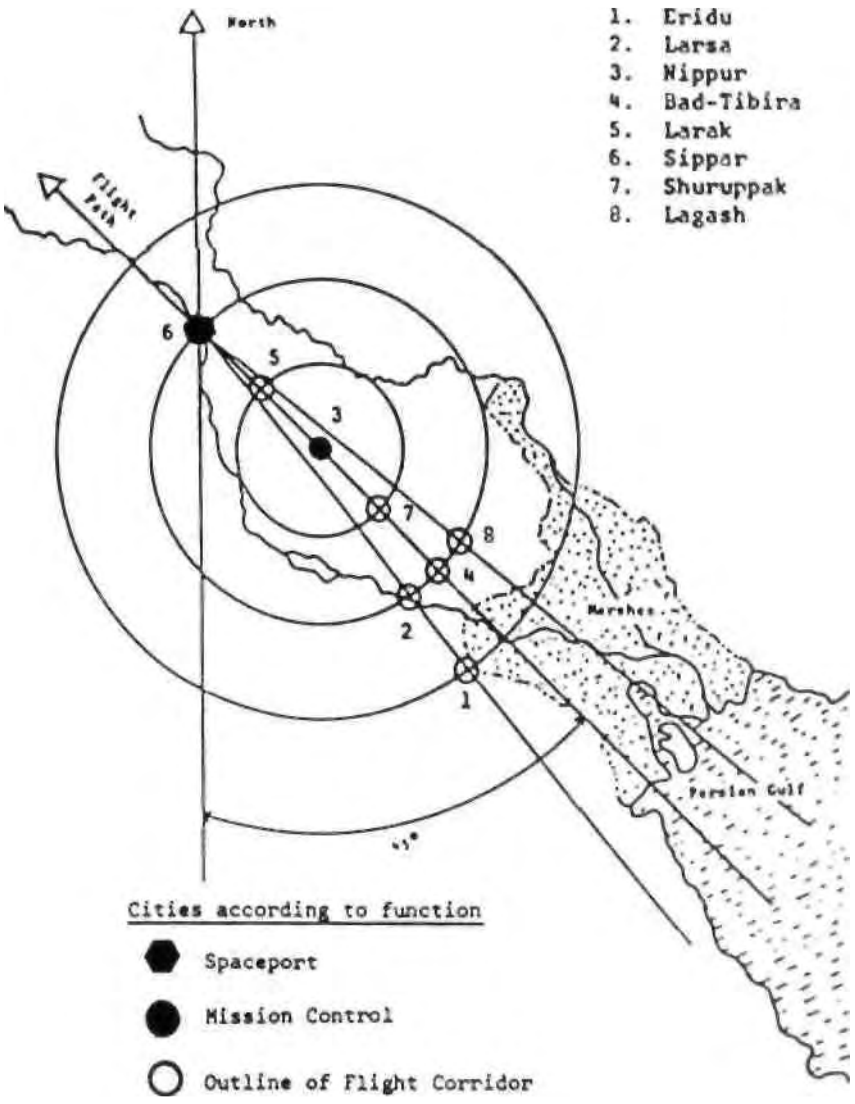 North
1. Eridu
2. Larsa
3. Nippur
4. Bad-Tibira
5. Larak
6. Sippar
7. Shuruppak
8. Lagash
Flight
Path
6
5
3
7
8
4
2
1
Marshes
Persian Gulf
45°
Cities according to function
Spaceport
Mission Control
Outline of Flight Corridor